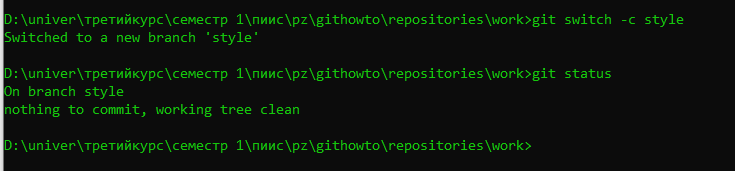 D:\univer\третийкурс\семестр 1\пиис\pz\githowto\repositories\work>git switch -c style
Switched to a new branch 'style'
D:\univer\третийкурс\семестр 1\пиис\pz\githowto\repositories\work>git status
On branch style
nothing to commit, working tree clean
D:\univer\третийкурс\семестр 1\пиис\pz\githowto\repositories\work>